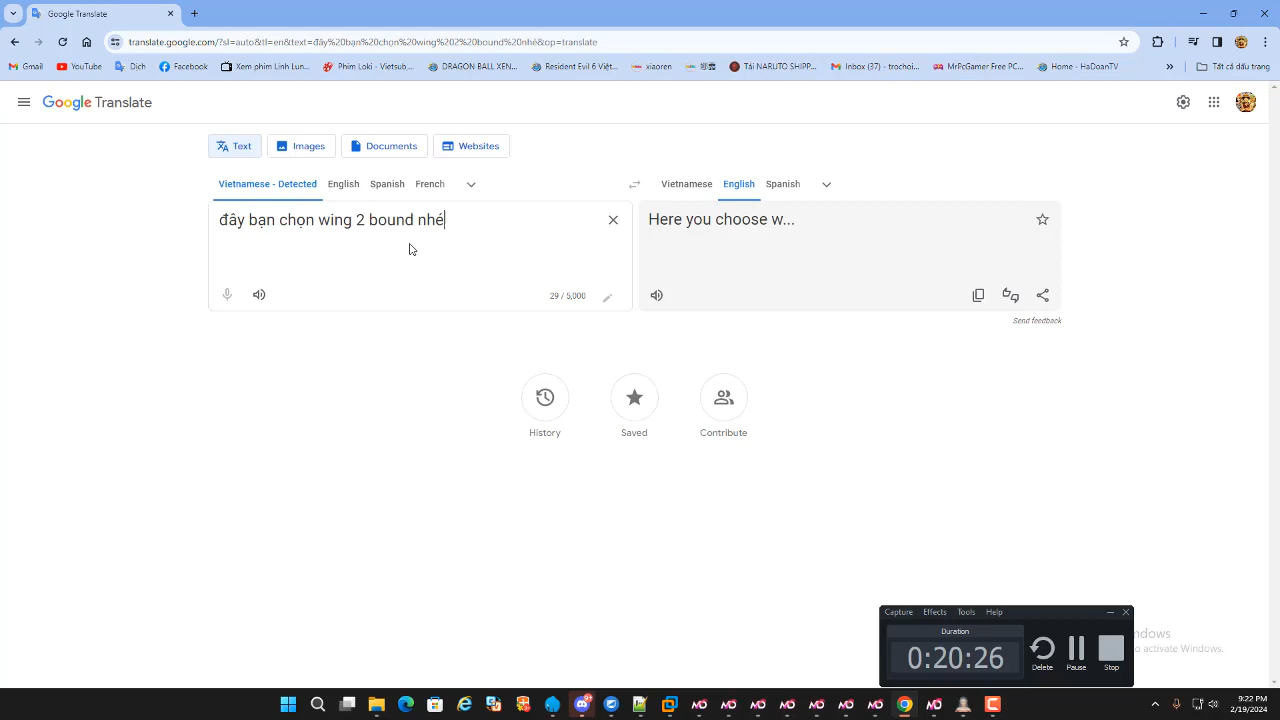 Google Translate
translate.google.com/?sl=auto&tl=en&text=đây%20bạn%20chọn%20wing%202%20bound%20nhé&op=translate
Gmail YouTube Dịch Facebook Xem phim Linh Lun... Phim Loki - Vietsub,... DRAGON BALL XEN... Resident Evil 6 Việt... xiaoren Tải NARUTO SHIPP... Inbox (37) - trochoi... MrPcGamer Free PC... Home - HaDoanTV » Tất cả dấu trang
Google Translate
Text Images Documents Websites
Vietnamese - Detected English Spanish French Vietnamese English Spanish
đây bạn chọn wing 2 bound nhé Here you choose w...
29 / 5,000
Send feedback
History Saved Contribute
Capture Effects Tools Help
Duration
0:20:26
Delete Pause Stop
ndows
o activate Windows.
9:22 PM
2/19/2024